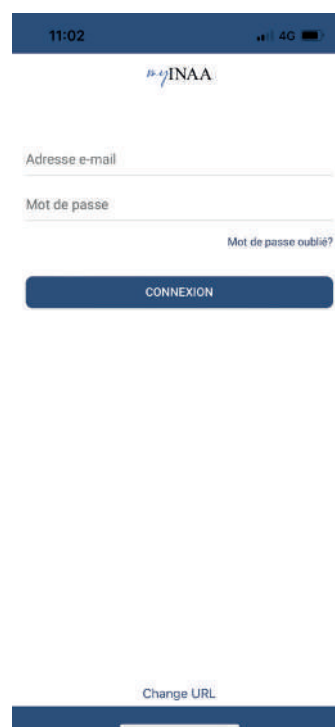 11:02 4G
myINAA
Adresse e-mail
Mot de passe
Mot de passe oublié?
CONNEXION
Change URL